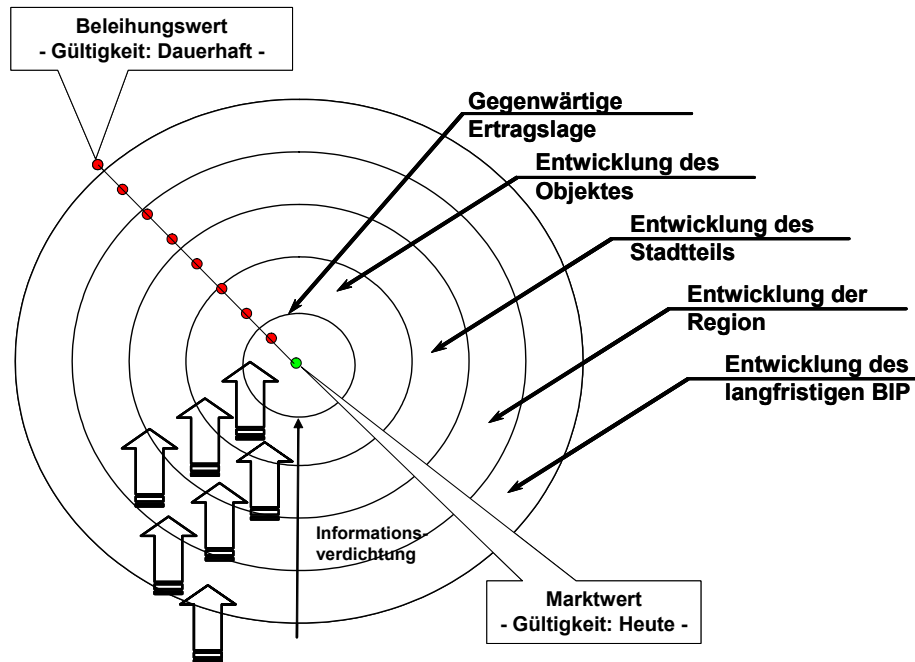 Beleihungswert
- Gültigkeit: Dauerhaft -
Gegenwärtige
Ertragslage
Entwicklung des
Objektes
Entwicklung des
Stadtteils
Entwicklung der
Region
Entwicklung des
langfristigen BIP
Informations-
verdichtung
Marktwert
- Gültigkeit: Heute -